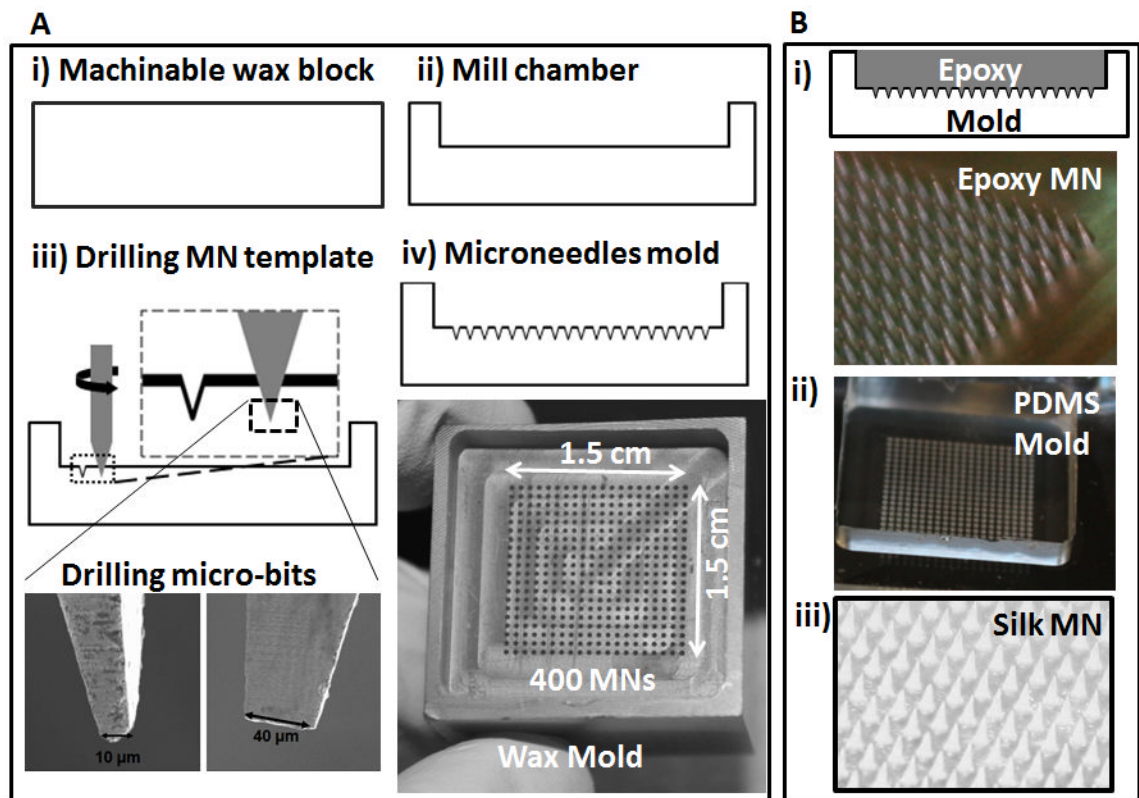 A
i) Machinable wax block
ii) Mill chamber
iii) Drilling MN template
iv) Microneedles mold
Drilling micro-bits
10 µm
40 µm
1.5 cm
1.5 cm
400 MNs
Wax Mold
B
i)
Epoxy
Mold
Epoxy MN
ii)
PDMS
Mold
iii)
Silk MN